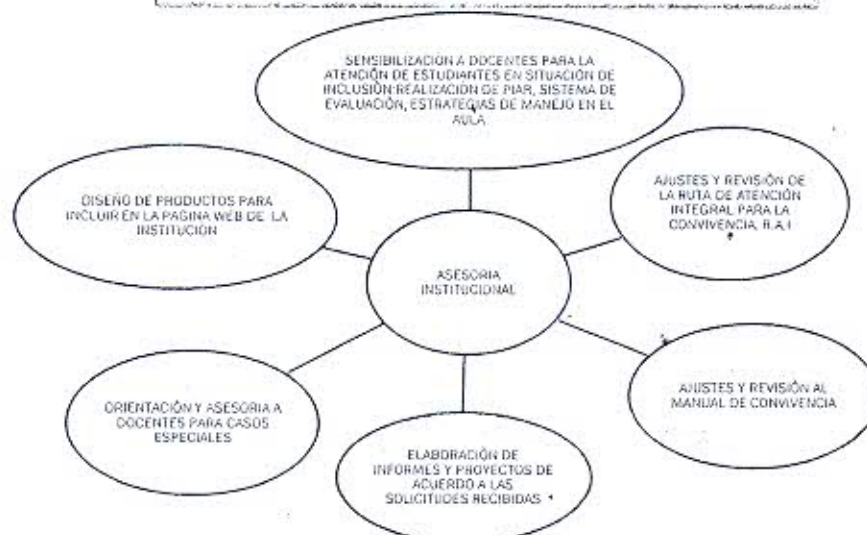 SENSIBILIZACIÓN A DOCENTES PARA LA
ATENCIÓN DE ESTUDIANTES EN SITUACIÓN DE
INCLUSIÓN:REALIZACIÓN DE PIAR, SISTEMA DE
EVALUACIÓN, ESTRATEGIAS DE MANEJO EN EL
AULA
DISEÑO DE PRODUCTOS PARA
INCLUIR EN LA PAGINA WEB DE LA
INSTITUCIÓN
AJUSTES Y REVISIÓN DE
LA RUTA DE ATENCIÓN
INTEGRAL PARA LA
CONVIVENCIA, R.A.I
ASESORIA
INSTITUCIONAL
ORIENTACIÓN Y ASESORIA A
DOCENTES PARA CASOS
ESPECIALES
AJUSTES Y REVISIÓN AL
MANUAL DE CONVIVENCIA
ELABORACIÓN DE
INFORMES Y PROYECTOS DE
ACUERDO A LAS
SOLICITUDES RECIBIDAS